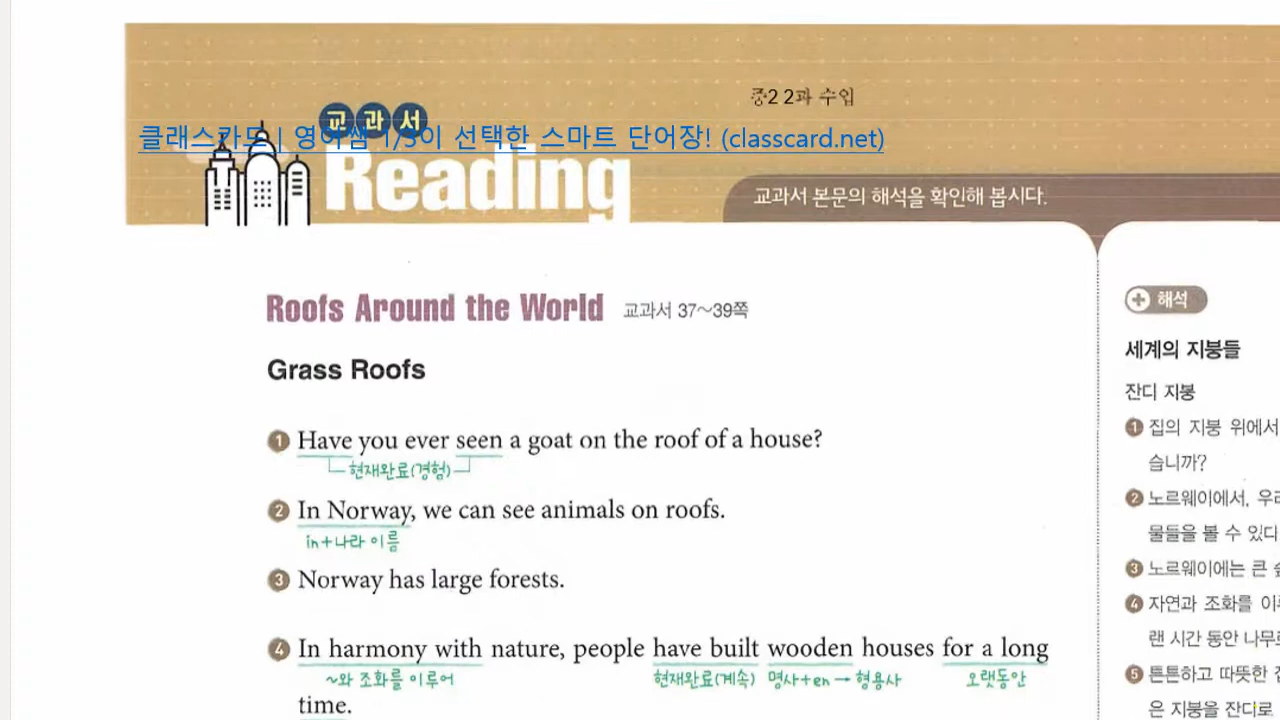 중2 2과 수업
교과서
클래스카드 | 영어쌤 1/3이 선택한 스마트 단어장! (classcard.net)
Reading
교과서 본문의 해석을 확인해 봅시다.
Roofs Around the World 교과서 37～39쪽
Grass Roofs
1 Have you ever seen a goat on the roof of a house?
현재완료(경험)
2 In Norway, we can see animals on roofs.
in+나라 이름
3 Norway has large forests.
4 In harmony with nature, people have built wooden houses for a long
~와 조화를 이루어 현재완료(계속) 명사+en → 형용사 오랫동안
time.
해석
세계의 지붕들
잔디 지붕
1 집의 지붕 위에서
습니까?
2 노르웨이에서, 우리
물들을 볼 수 있다
3 노르웨이에는 큰
4 자연과 조화를 이루
랜 시간 동안 나무로
5 튼튼하고 따뜻한
은 지붕을 잔디로